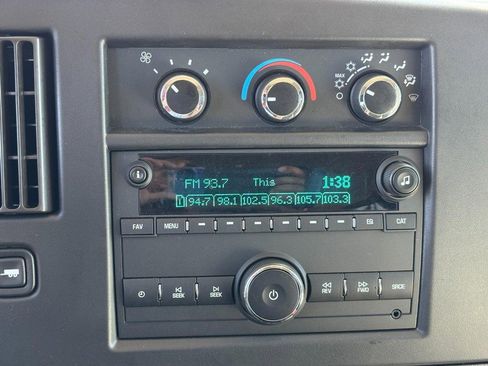 MAX
FM 93.7 This 1:38
1 94.7 98.1 102.5 96.3 105.7 103.3
FAV MENU EQ CAT
SEEK SEEK REV FWD SRCE